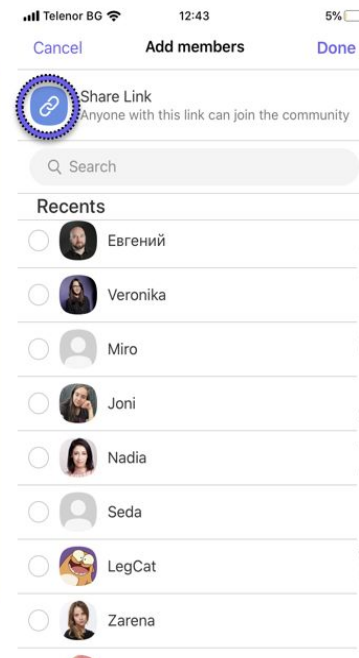 Telenor BG 12:43 5%
Cancel Add members Done
Share Link
Anyone with this link can join the community
Search
Recents
Евгений
Veronika
Miro
Joni
Nadia
Seda
LegCat
Zarena